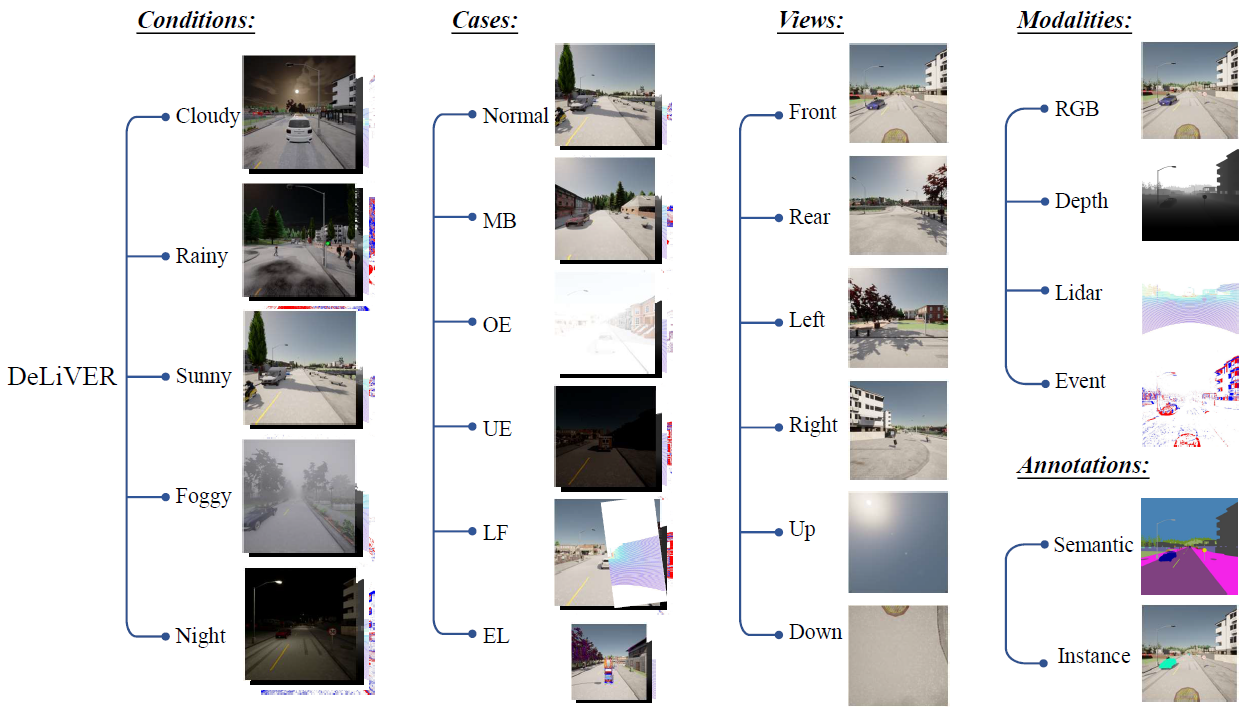 Conditions:
Cases:
Views:
Modalities:
DeLiVER
Cloudy
Rainy
Sunny
Foggy
Night
Normal
MB
OE
UE
LF
EL
Front
Rear
Left
Right
Up
Down
RGB
Depth
Lidar
Event
Annotations:
Semantic
Instance